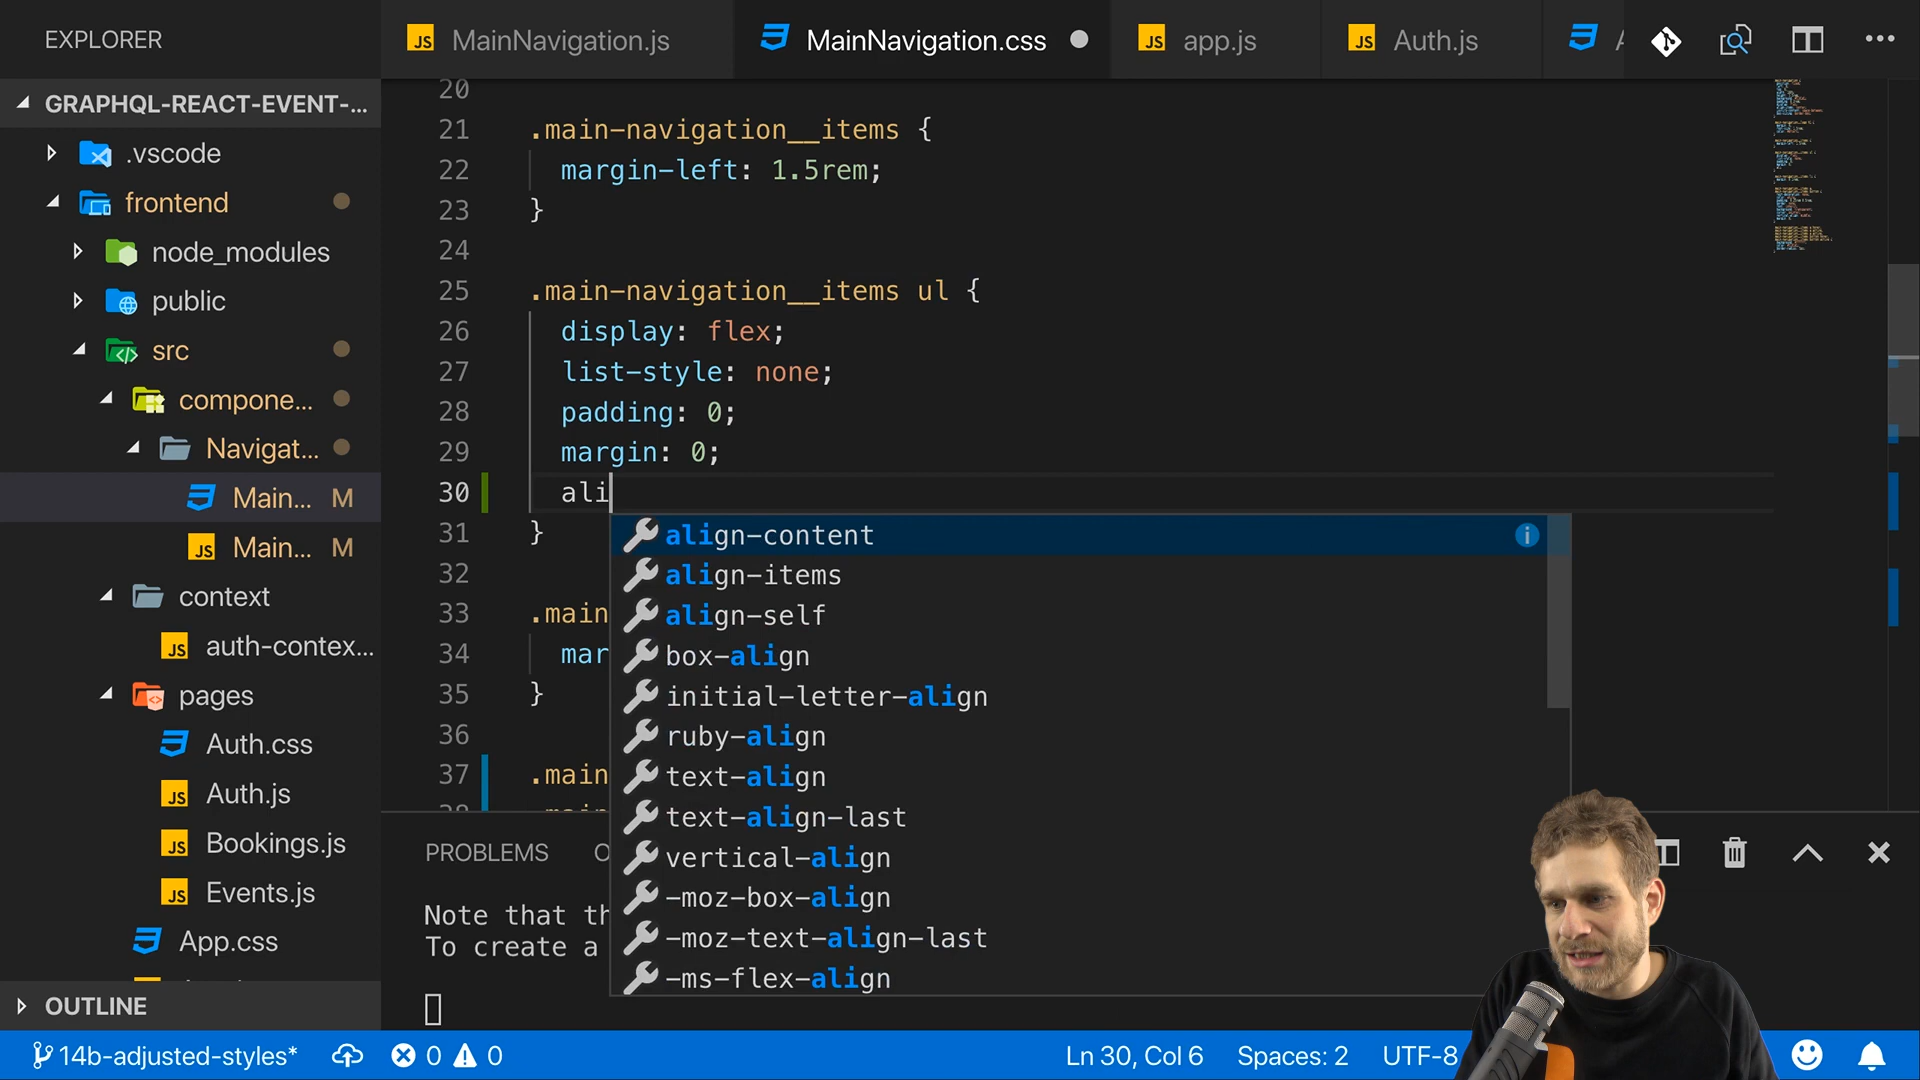 EXPLORER
GRAPHQL-REACT-EVENT-...
.vscode
frontend
node_modules
public
src
compone...
Navigat...
Main... M
Main... M
context
auth-contex...
pages
Auth.css
Auth.js
Bookings.js
Events.js
App.css
OUTLINE
MainNavigation.js
MainNavigation.css
app.js
Auth.js
20
21 .main-navigation__items {
22 margin-left: 1.5rem;
23 }
24
25 .main-navigation__items ul {
26 display: flex;
27 list-style: none;
28 padding: 0;
29 margin: 0;
30 ali
31 }
32
33 .main
34 mar
35 }
36
37 .main
align-content
align-items
align-self
box-align
initial-letter-align
ruby-align
text-align
text-align-last
vertical-align
-moz-box-align
-moz-text-align-last
-ms-flex-align
PROBLEMS
Note that th
To create a
14b-adjusted-styles*
0 0
Ln 30, Col 6
Spaces: 2
UTF-8